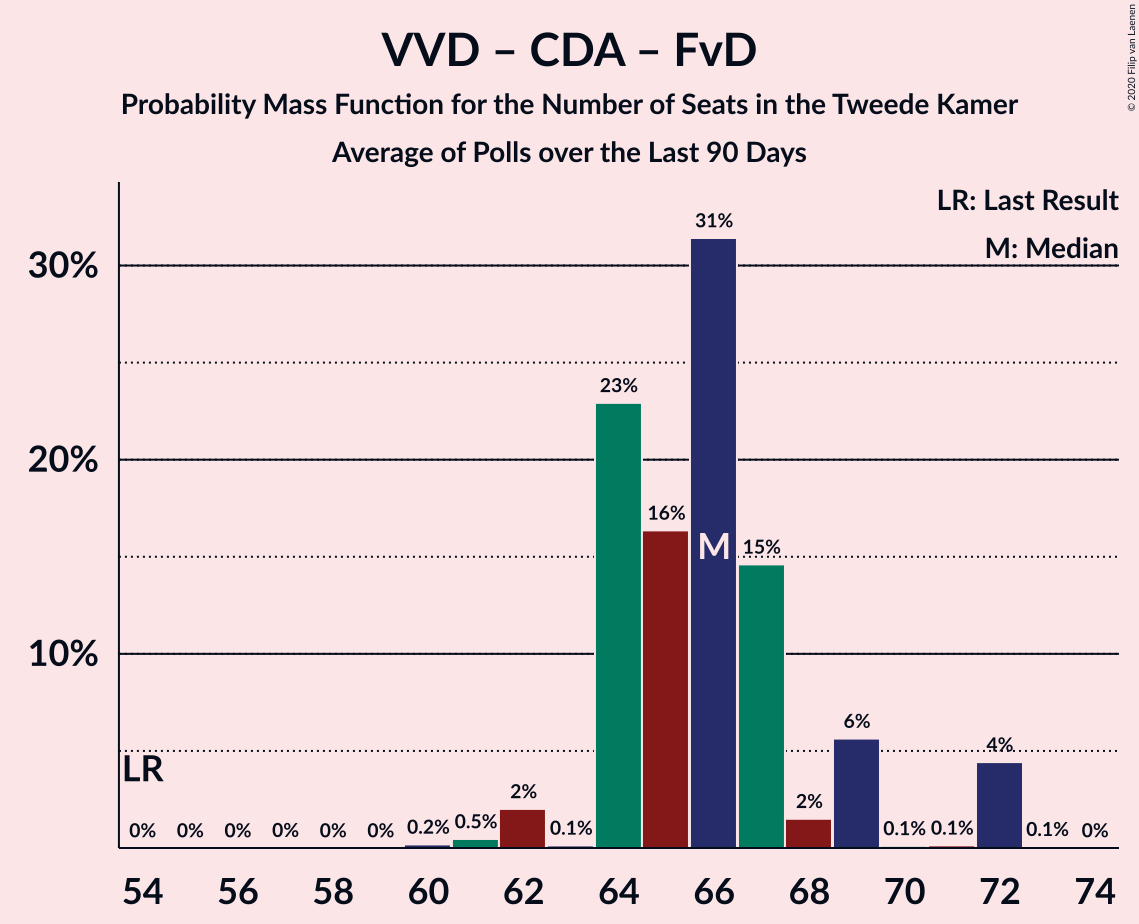 VVD – CDA – FvD
Probability Mass Function for the Number of Seats in the Tweede Kamer
Average of Polls over the Last 90 Days
© 2020 Filip van Laenen
LR: Last Result
M: Median
30%
20%
10%
31%
23%
16%
M
15%
6%
4%
LR
2%
2%
0% 0% 0% 0% 0% 0% 0.2% 0.5% 0.1% 0.1% 0.1% 0.1% 0%
54 56 58 60 62 64 66 68 70 72 74